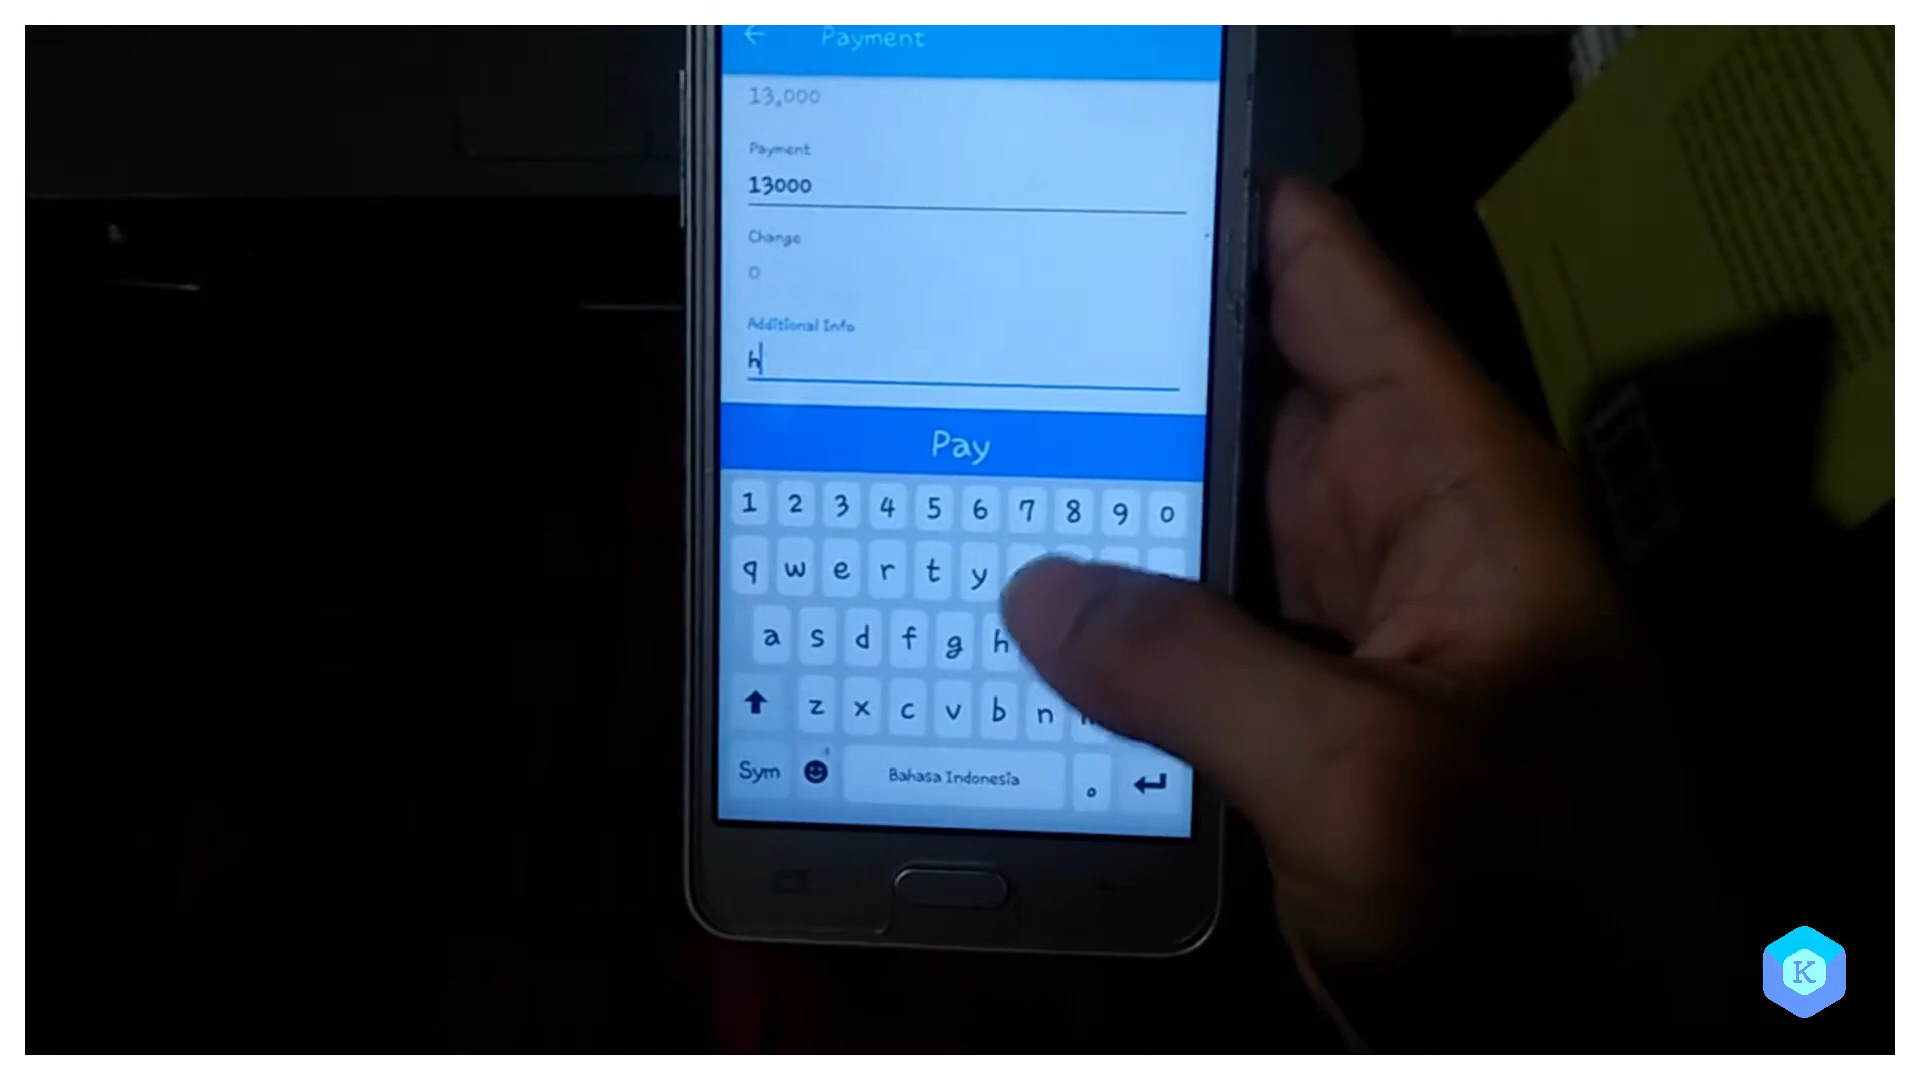 ← Payment
13,000
Payment
13000
Change
0
Additional Info
h
Pay
1 2 3 4 5 6 7 8 9 0
q w e r t y
a s d f g h
z x c v b n
Sym Bahasa Indonesia .
K